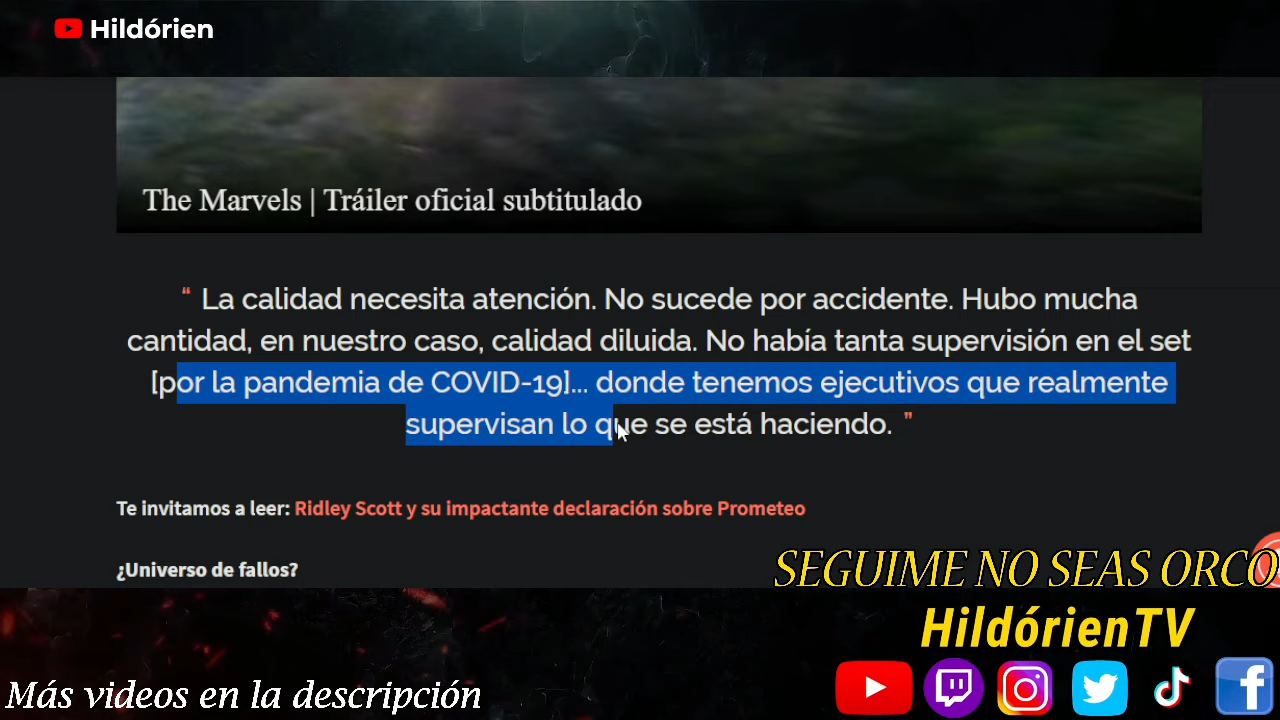 Hildórien
The Marvels | Tráiler oficial subtitulado
“ La calidad necesita atención. No sucede por accidente. Hubo mucha
cantidad, en nuestro caso, calidad diluida. No había tanta supervisión en el set
[por la pandemia de COVID-19]... donde tenemos ejecutivos que realmente
supervisan lo que se está haciendo. ”
Te invitamos a leer: Ridley Scott y su impactante declaración sobre Prometeo
¿Universo de fallos?
SEGUIME NO SEAS ORCO
HildórienTV
Más videos en la descripción